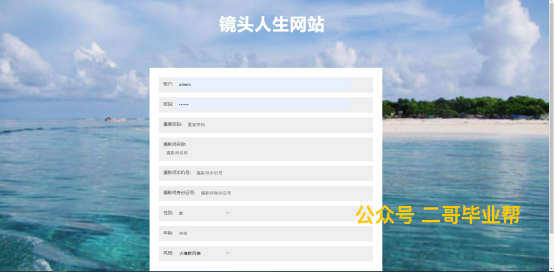 镜头人生网站
账户: admin
密码: ••••••
重复密码: 重复密码
摄影师名称:
摄影师名称
摄影师手机号: 摄影师手机号
摄影师身份证号: 摄影师身份证号
性别: 女
年龄: 年龄
风格: 小清新风格
公众号 二哥毕业帮